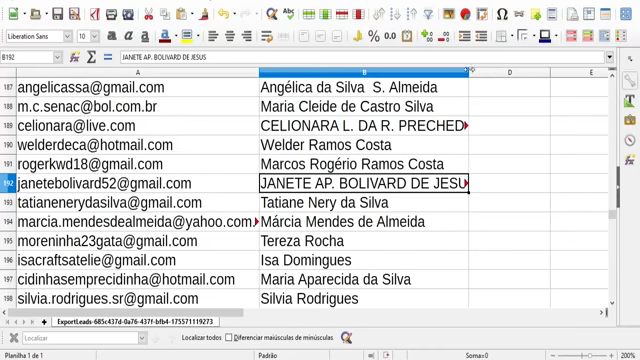 Liberation Sans 10
B192 JANETE AP. BOLIVARD DE JESUS
A B D E
187 angelicassa@gmail.com Angélica da Silva  S. Almeida
188 m.c.senac@bol.com.br Maria Cleide de Castro Silva
189 celionara@live.com CELIONARA L. DA R. PRECHED
190 welderdeca@hotmail.com Welder Ramos Costa
191 rogerkwd18@gmail.com Marcos Rogério Ramos Costa
192 janetebolivard52@gmail.com JANETE AP. BOLIVARD DE JESU
193 tatianenerydasilva@gmail.com Tatiane Nery da Silva
194 marcia.mendesdealmeida@yahoo.com. Márcia Mendes de Almeida
195 moreninha23gata@gmail.com Tereza Rocha
196 isacraftsatelie@gmail.com Isa Domingues
197 cidinhasemprecidinha@hotmail.com Maria Aparecida da Silva
198 silvia.rodrigues.sr@gmail.com Silvia Rodrigues
ExportLeads-685c437d-0a76-437f-bfb4-175571119273
Localizar Localizar todos Diferenciar maiúsculas de minúsculas
Planilha 1 de 1 Padrão Soma=0 200%